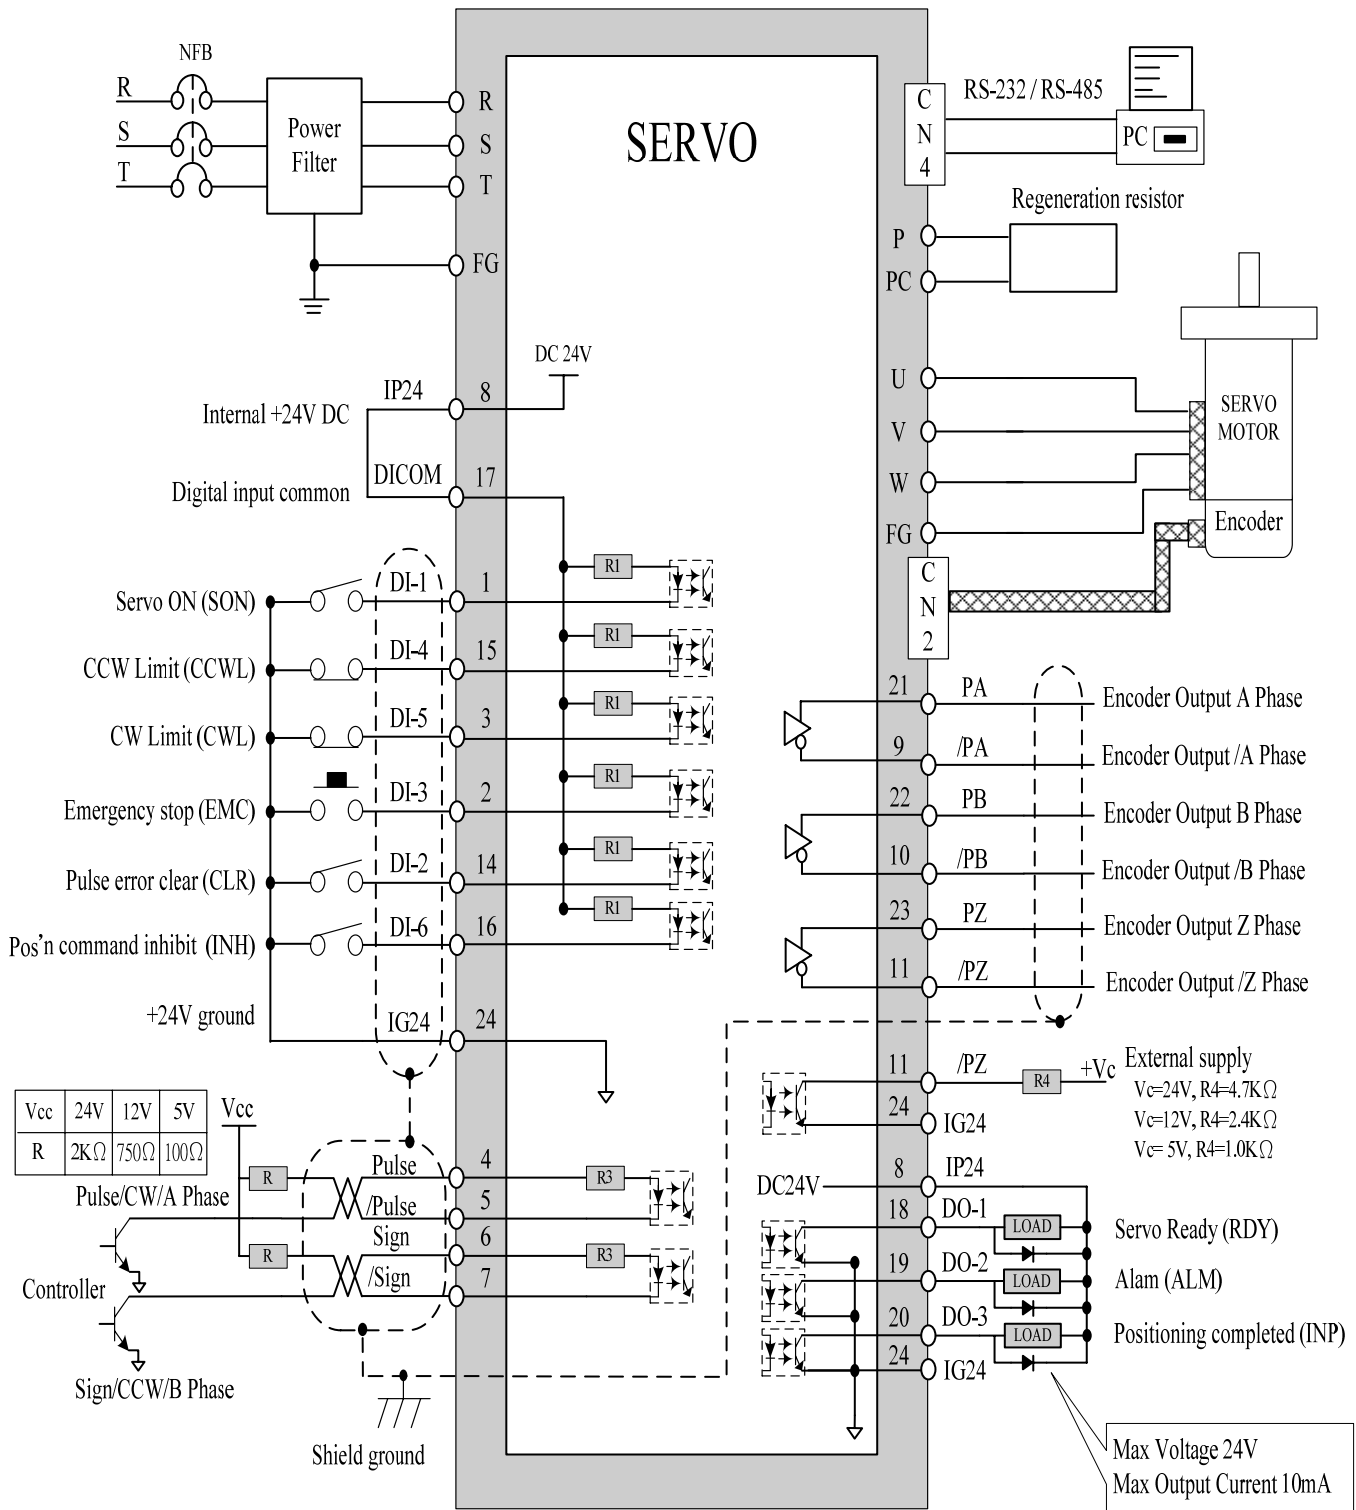 NFB
R
S
T
Power
Filter
R
S
T
FG
SERVO
C
N
4
RS-232 / RS-485
PC
Regeneration resistor
P
PC
U
V
W
FG
SERVO
MOTOR
Encoder
C
N
2
DC 24V
Internal +24V DC
IP24
8
Digital input common
DICOM
17
Servo ON (SON)
DI-1
1
R1
CCW Limit (CCWL)
DI-4
15
R1
CW Limit (CWL)
DI-5
3
R1
Emergency stop (EMC)
DI-3
2
R1
Pulse error clear (CLR)
DI-2
14
R1
Pos'n command inhibit (INH)
DI-6
16
R1
+24V ground
IG24
24
21
PA
Encoder Output A Phase
9
/PA
Encoder Output /A Phase
22
PB
Encoder Output B Phase
10
/PB
Encoder Output /B Phase
23
PZ
Encoder Output Z Phase
11
/PZ
Encoder Output /Z Phase
11
/PZ
R4
+Vc
External supply
Vc=24V, R4=4.7KΩ
Vc=12V, R4=2.4KΩ
Vc= 5V, R4=1.0KΩ
24
IG24
Vcc 24V 12V 5V
R 2KΩ 750Ω 100Ω
Vcc
R
Pulse
4
R3
Pulse/CW/A Phase
/Pulse
5
R
Sign
6
R3
/Sign
7
Controller
Sign/CCW/B Phase
Shield ground
DC24V
8
IP24
18
DO-1
LOAD
Servo Ready (RDY)
19
DO-2
LOAD
Alam (ALM)
20
DO-3
LOAD
Positioning completed (INP)
24
IG24
Max Voltage 24V
Max Output Current 10mA